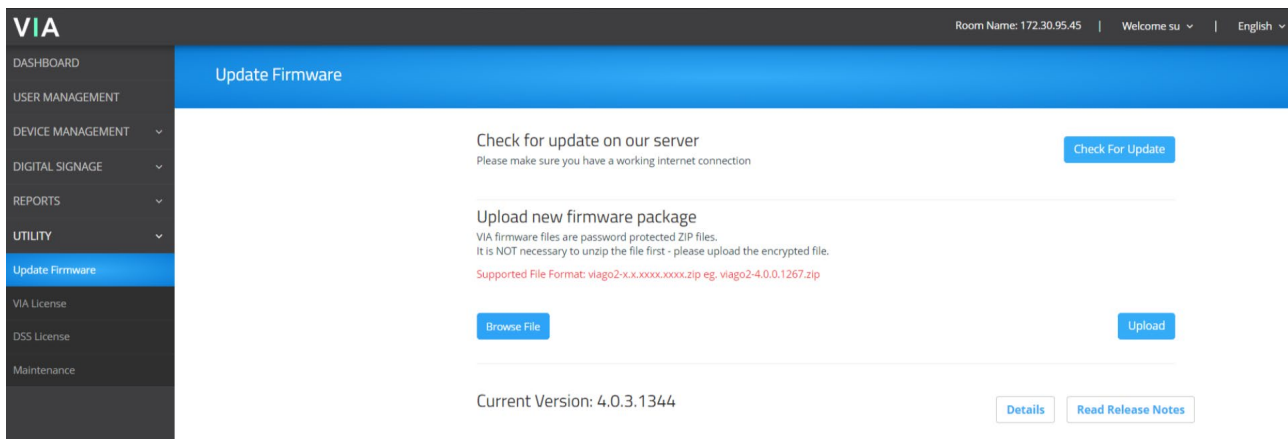 VIA
Room Name: 172.30.95.45 | Welcome su | English
DASHBOARD
USER MANAGEMENT
DEVICE MANAGEMENT
DIGITAL SIGNAGE
REPORTS
UTILITY
Update Firmware
VIA License
DSS License
Maintenance
Update Firmware
Check for update on our server
Please make sure you have a working internet connection
Check For Update
Upload new firmware package
VIA firmware files are password protected ZIP files.
It is NOT necessary to unzip the file first - please upload the encrypted file.
Supported File Format: viago2-x.x.xxxx.xxxx.zip eg. viago2-4.0.0.1267.zip
Browse File
Upload
Current Version: 4.0.3.1344
Details
Read Release Notes